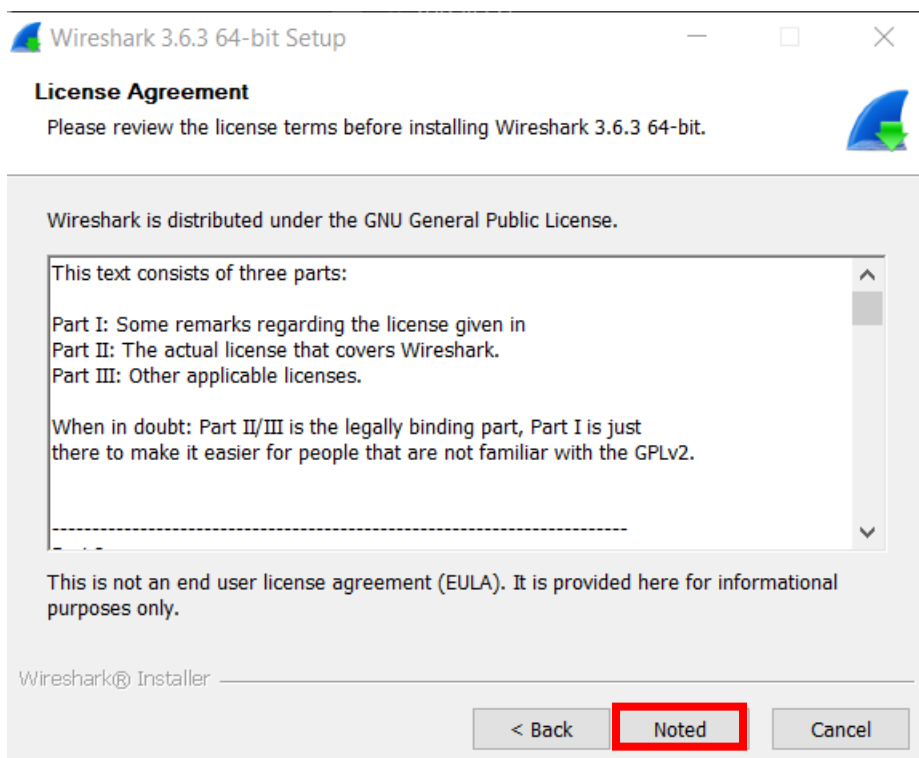 Wireshark 3.6.3 64-bit Setup
License Agreement
Please review the license terms before installing Wireshark 3.6.3 64-bit.
Wireshark is distributed under the GNU General Public License.
This text consists of three parts:
Part I: Some remarks regarding the license given in
Part II: The actual license that covers Wireshark.
Part III: Other applicable licenses.
When in doubt: Part II/III is the legally binding part, Part I is just
there to make it easier for people that are not familiar with the GPLv2.
-----------------------------------------------------------------------
This is not an end user license agreement (EULA). It is provided here for informational
purposes only.
Wireshark® Installer
< Back Noted Cancel